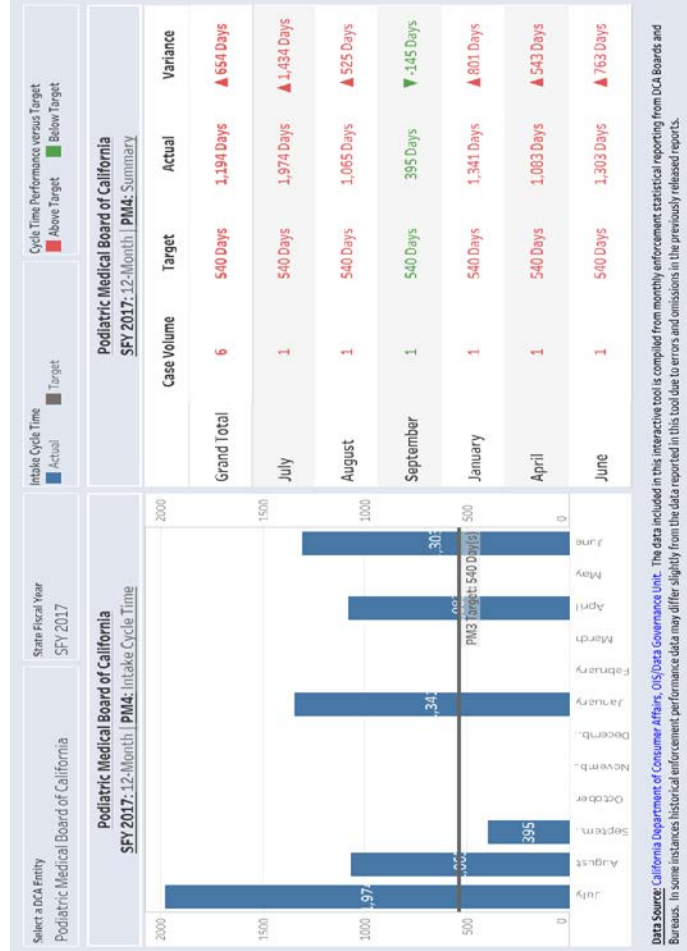 Select a DCA Entity
Podiatric Medical Board of California
State Fiscal Year
SFY 2017
Intake Cycle Time
Actual
Target
Cycle Time Performance versus Target
Above Target
Below Target
Podiatric Medical Board of California
SFY 2017: 12-Month | PM4: Intake Cycle Time
2000
1500
1000
500
0
1,974
395
PM3 Target: 540 Day(s)
2000
1500
1000
500
0
July
August
Septem..
October
Novemb..
Decemb..
January
February
March
April
May
June
Podiatric Medical Board of California
SFY 2017: 12-Month | PM4: Summary
Case Volume Target Actual Variance
Grand Total 6 540 Days 1,194 Days ▲ 654 Days
July 1 540 Days 1,974 Days ▲ 1,434 Days
August 1 540 Days 1,065 Days ▲ 525 Days
September 1 540 Days 395 Days ▼ -145 Days
January 1 540 Days 1,341 Days ▲ 801 Days
April 1 540 Days 1,083 Days ▲ 543 Days
June 1 540 Days 1,303 Days ▲ 763 Days
Data Source: California Department of Consumer Affairs, OIS/Data Governance Unit. The data included in this interactive tool is compiled from monthly enforcement statistical reporting from DCA Boards and
Bureaus. In some instances historical enforcement performance data may differ slightly from the data reported in this tool due to errors and omissions in the previously released reports.